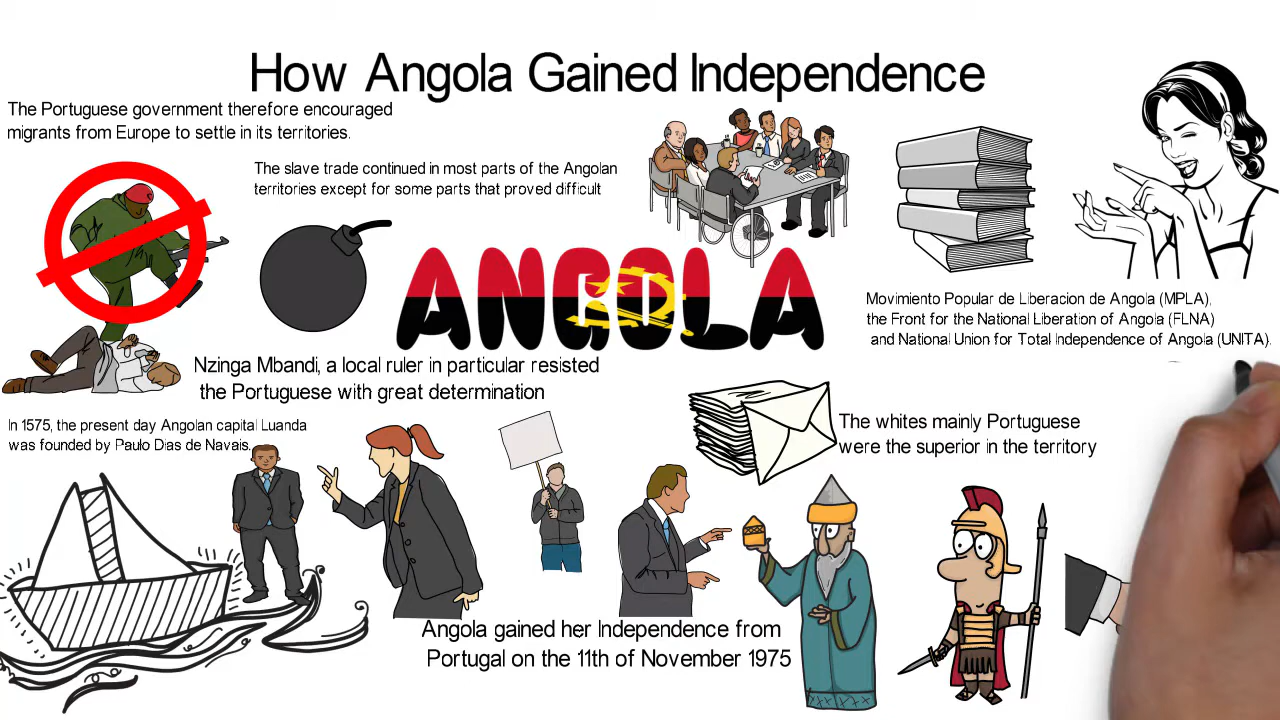 How Angola Gained Independence
The Portuguese government therefore encouraged
migrants from Europe to settle in its territories.
The slave trade continued in most parts of the Angolan
territories except for some parts that proved difficult
ANGOLA
Movimiento Popular de Liberacion de Angola (MPLA),
the Front for the National Liberation of Angola (FLNA)
and National Union for Total Independence of Angola (UNITA).
Nzinga Mbandi, a local ruler in particular resisted
the Portuguese with great determination
In 1575, the present day Angolan capital Luanda
was founded by Paulo Dias de Navais.
The whites mainly Portuguese
were the superior in the territory
Angola gained her Independence from
Portugal on the 11th of November 1975